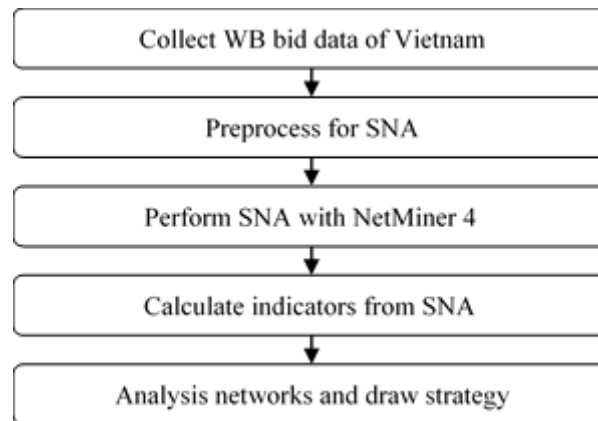 Collect WB bid data of Vietnam
Preprocess for SNA
Perform SNA with NetMiner 4
Calculate indicators from SNA
Analysis networks and draw strategy